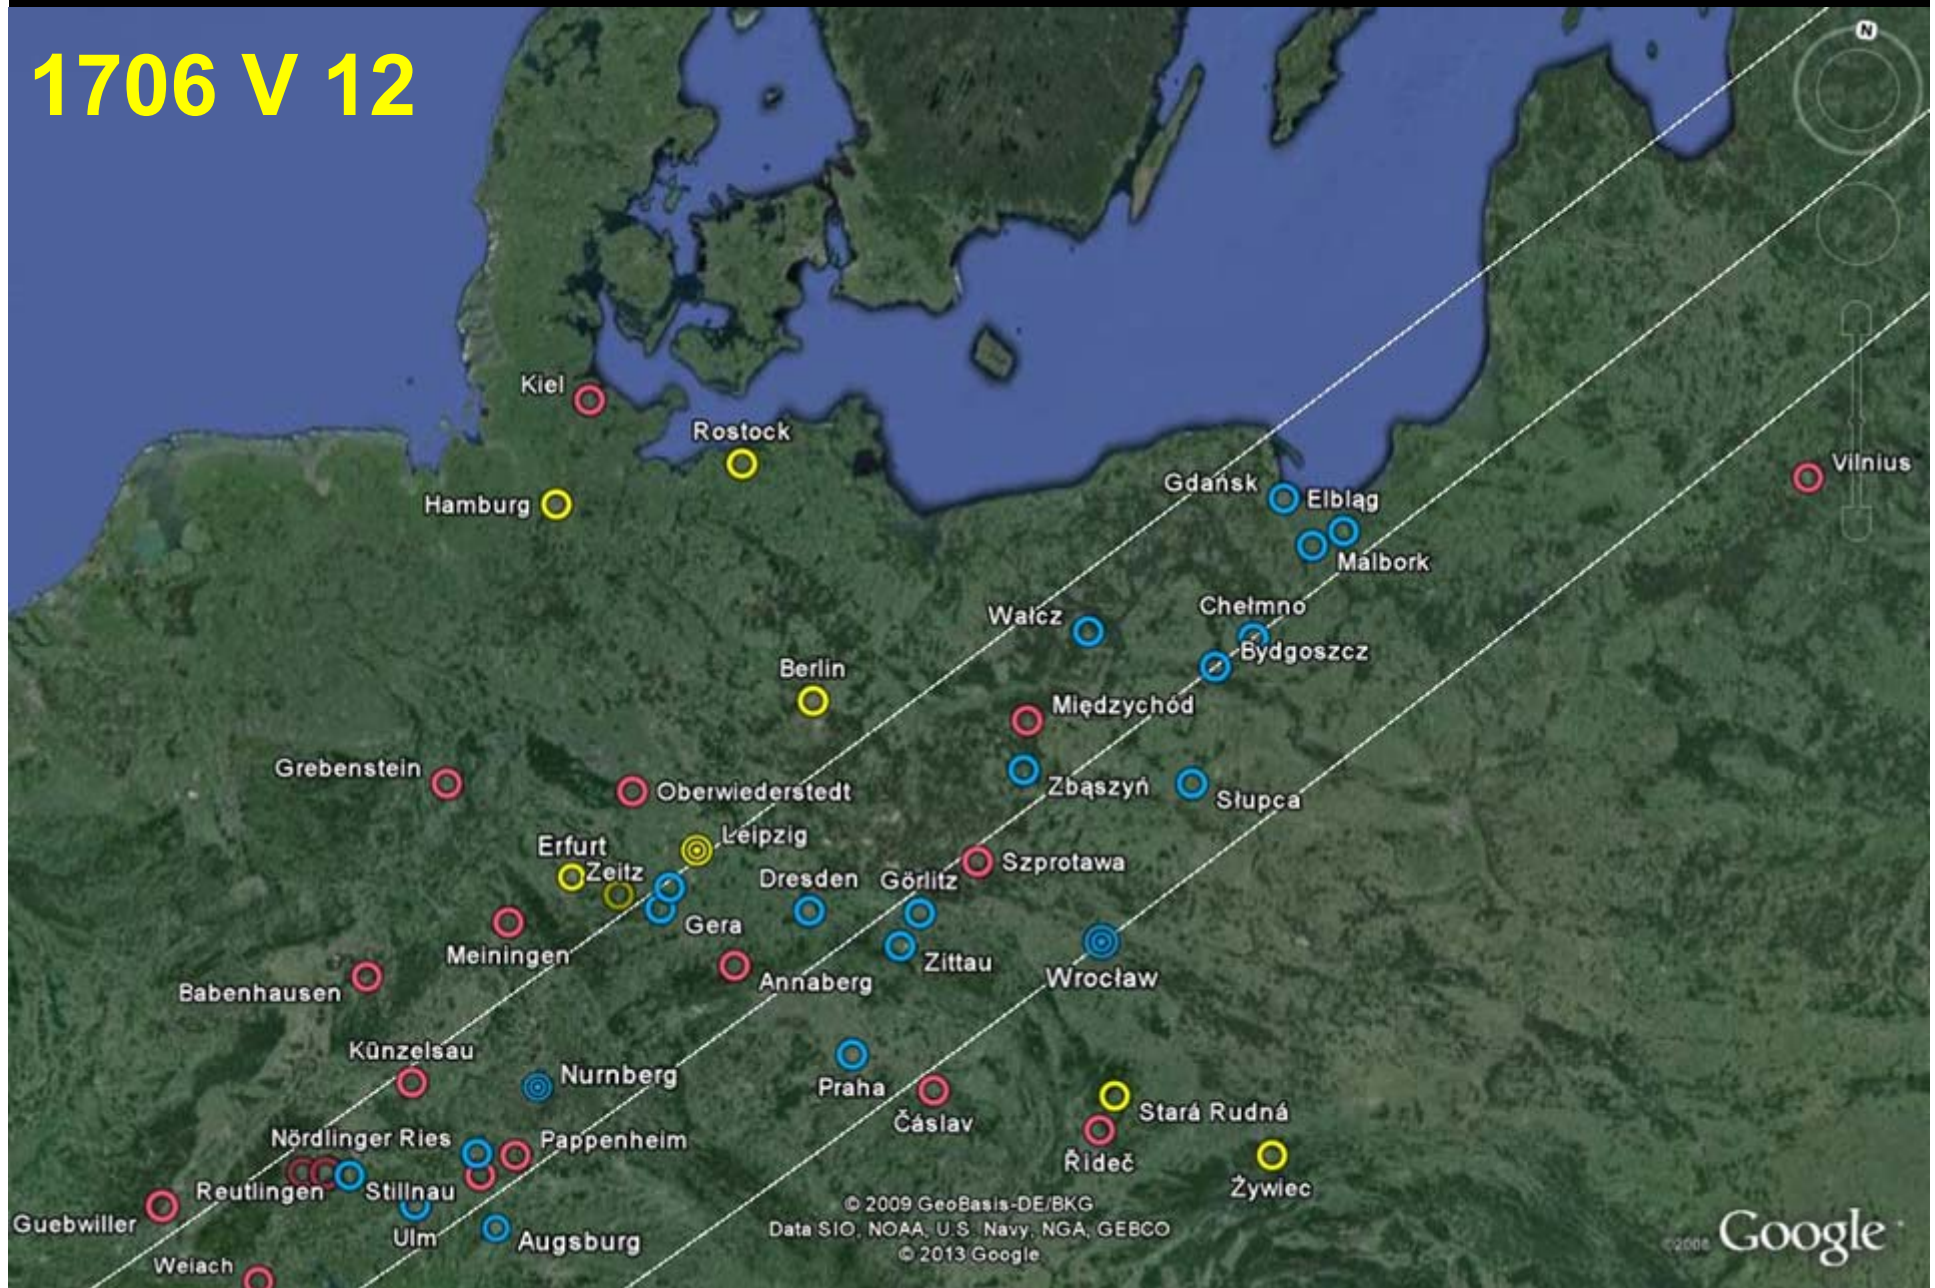 1706 V 12
N
Kiel
Rostock
Hamburg
Vilnius
Gdańsk
Elbląg
Malbork
Chełmno
Wałcz
Bydgoszcz
Berlin
Międzychód
Grebenstein
Oberwiederstedt
Zbąszyń
Słupca
Leipzig
Erfurt
Zeitz
Szprotawa
Dresden
Görlitz
Gera
Meiningen
Zittau
Wrocław
Annaberg
Babenhausen
Künzelsau
Nurnberg
Praha
Čáslav
Stará Rudná
Nördlinger Ries
Pappenheim
Řídeč
Żywiec
Reutlingen
Stillnau
Guebwiller
Ulm
Augsburg
Weiach
© 2009 GeoBasis-DE/BKG
Data SIO, NOAA, U.S. Navy, NGA, GEBCO
© 2013 Google
Google